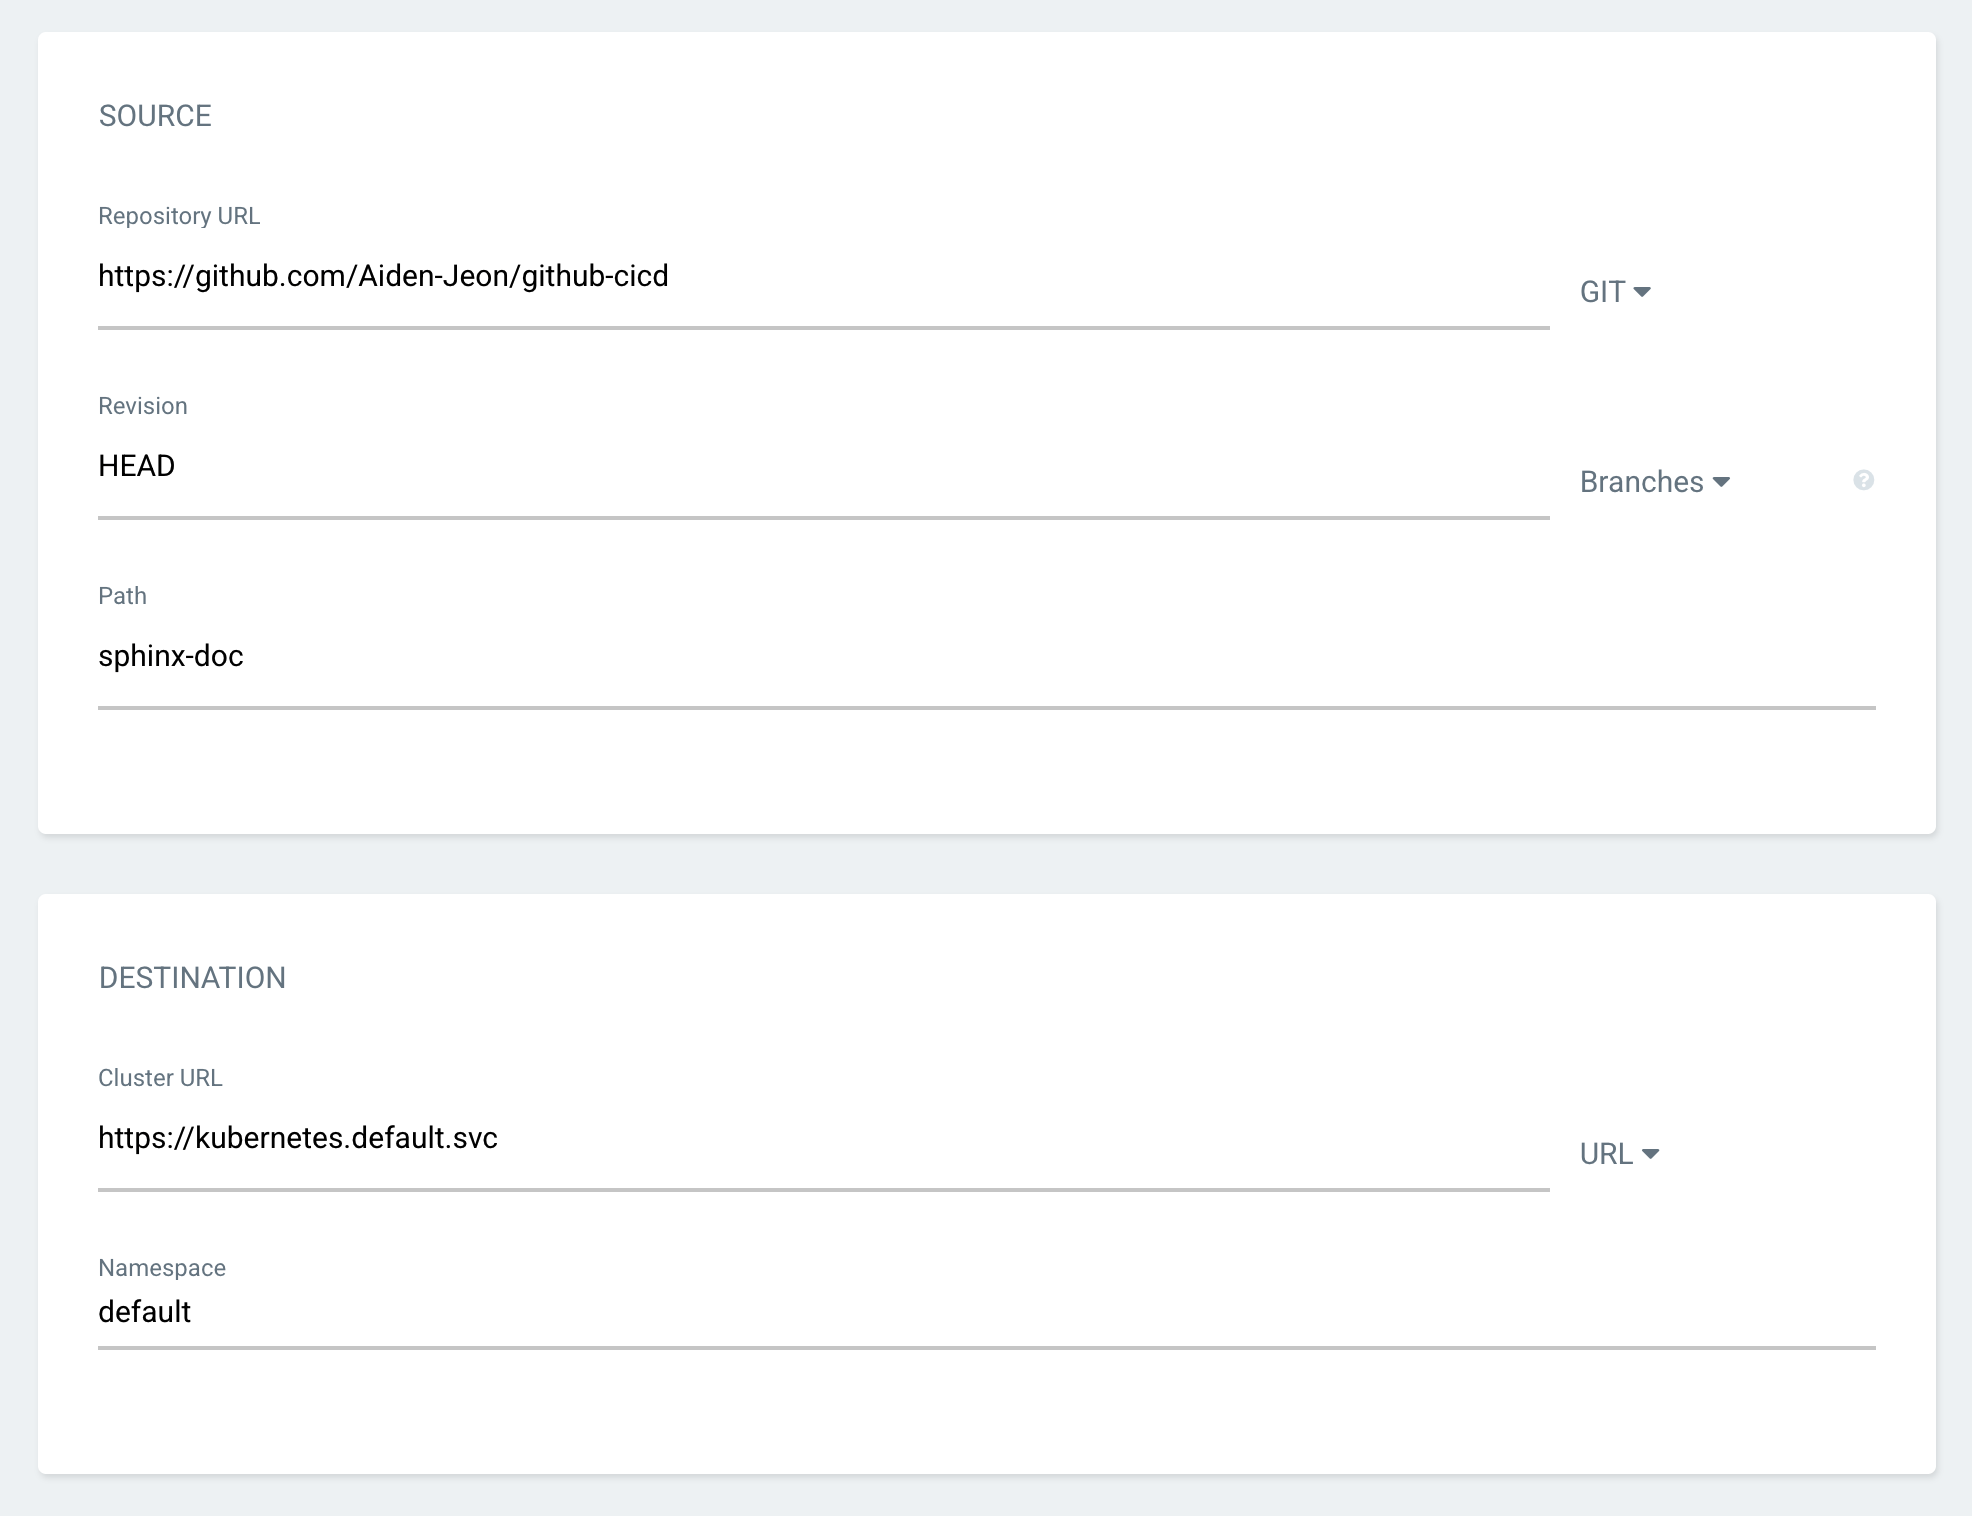 SOURCE
Repository URL
https://github.com/Aiden-Jeon/github-cicd
GIT
Revision
HEAD
Branches
?
Path
sphinx-doc
DESTINATION
Cluster URL
https://kubernetes.default.svc
URL
Namespace
default